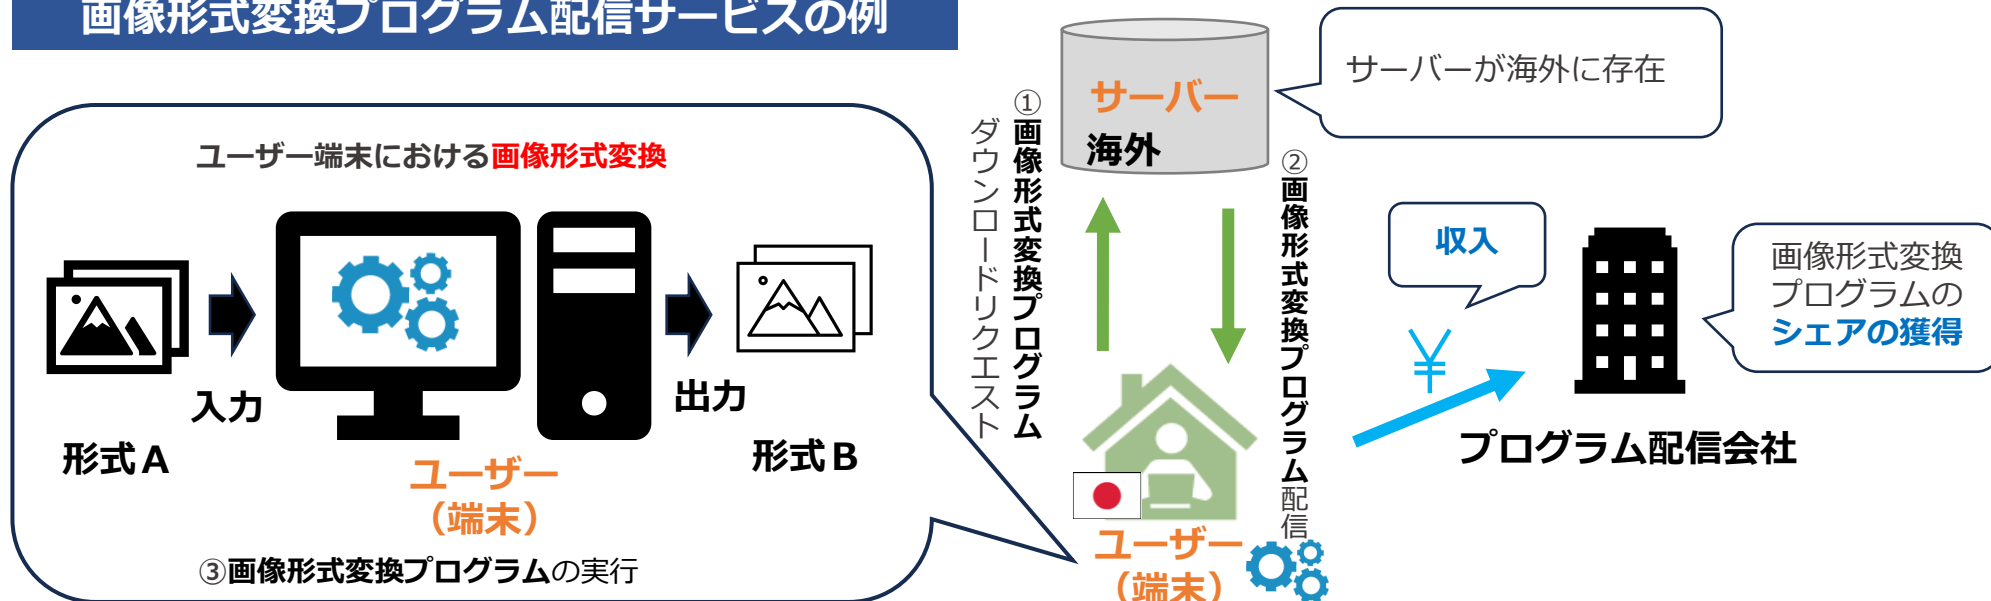 画像形式変換プログラム配信サービスの例
ユーザー端末における画像形式変換
入力
出力
形式A
形式B
ユーザー
（端末）
③画像形式変換プログラムの実行
①画像形式変換プログラム
ダウンロードリクエスト
サーバー
海外
サーバーが海外に存在
②画像形式変換プログラム配信
ユーザー
（端末）
収入
¥
プログラム配信会社
画像形式変換
プログラムの
シェアの獲得